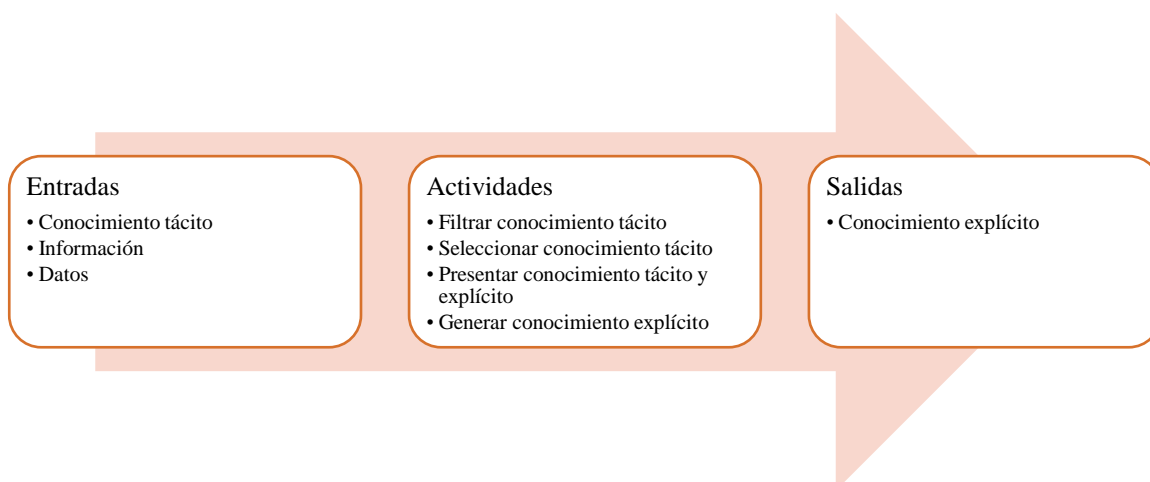 Entradas
• Conocimiento tácito
• Información
• Datos
Actividades
• Filtrar conocimiento tácito
• Seleccionar conocimiento tácito
• Presentar conocimiento tácito y
explícito
• Generar conocimiento explícito
Salidas
• Conocimiento explícito